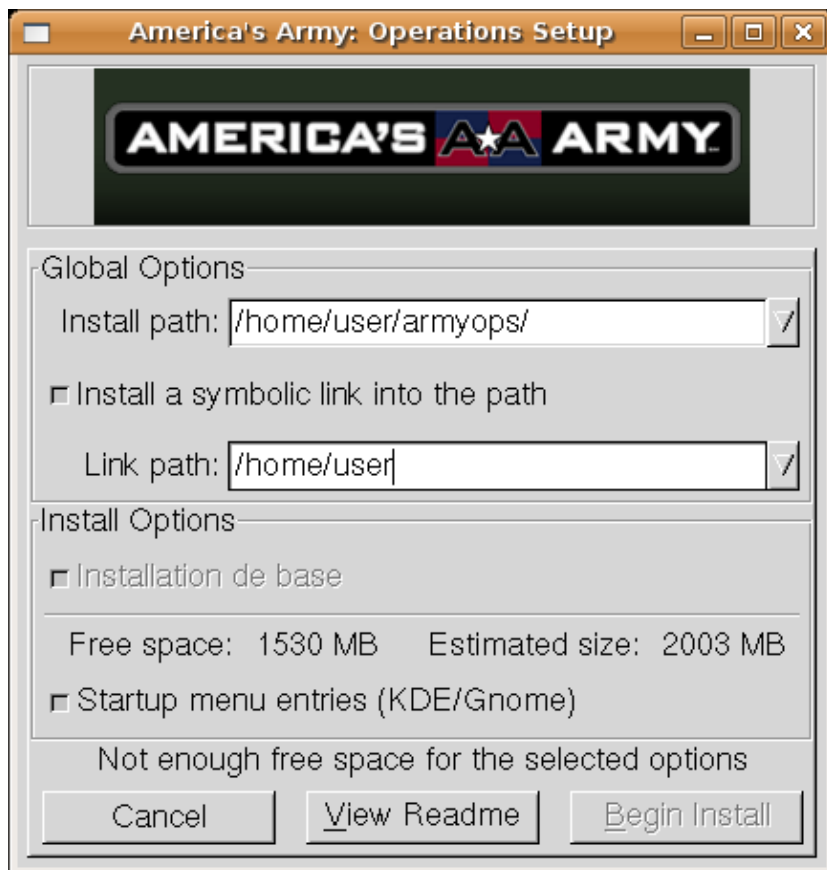 America's Army: Operations Setup
AMERICA'S AA ARMY
Global Options
Install path: /home/user/armyops/
Install a symbolic link into the path
Link path: /home/user
Install Options
Installation de base
Free space: 1530 MB Estimated size: 2003 MB
Startup menu entries (KDE/Gnome)
Not enough free space for the selected options
Cancel View Readme Begin Install